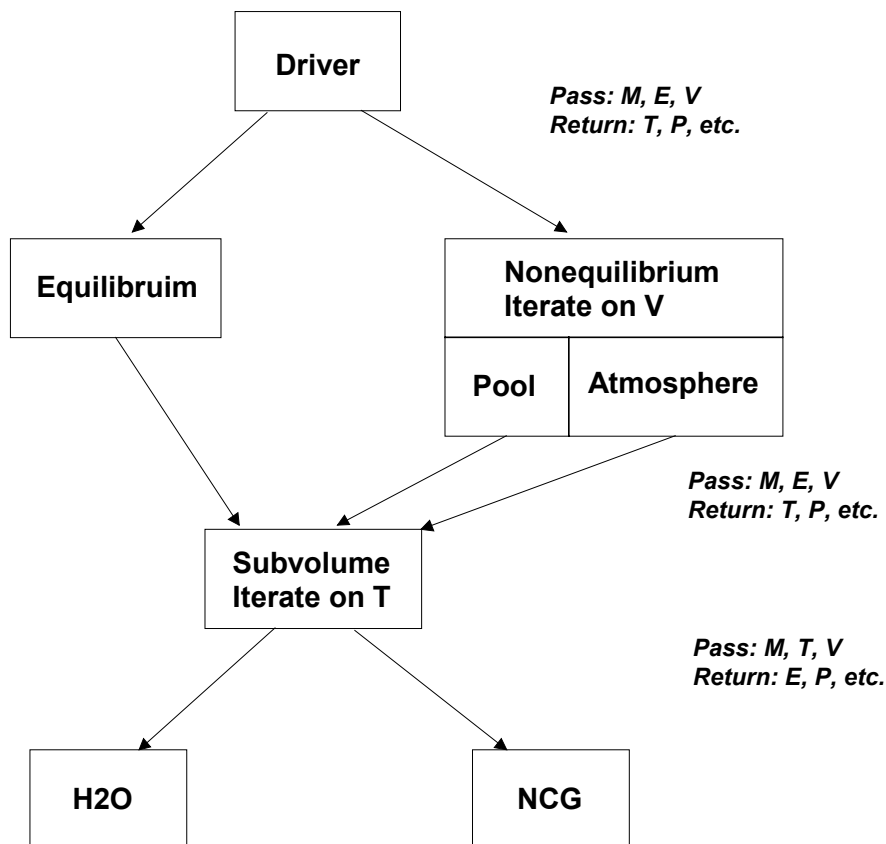 Driver
Pass: M, E, V
Return: T, P, etc.
Equilibruim
Nonequilibrium
Iterate on V
Pool
Atmosphere
Pass: M, E, V
Return: T, P, etc.
Subvolume
Iterate on T
Pass: M, T, V
Return: E, P, etc.
H2O
NCG